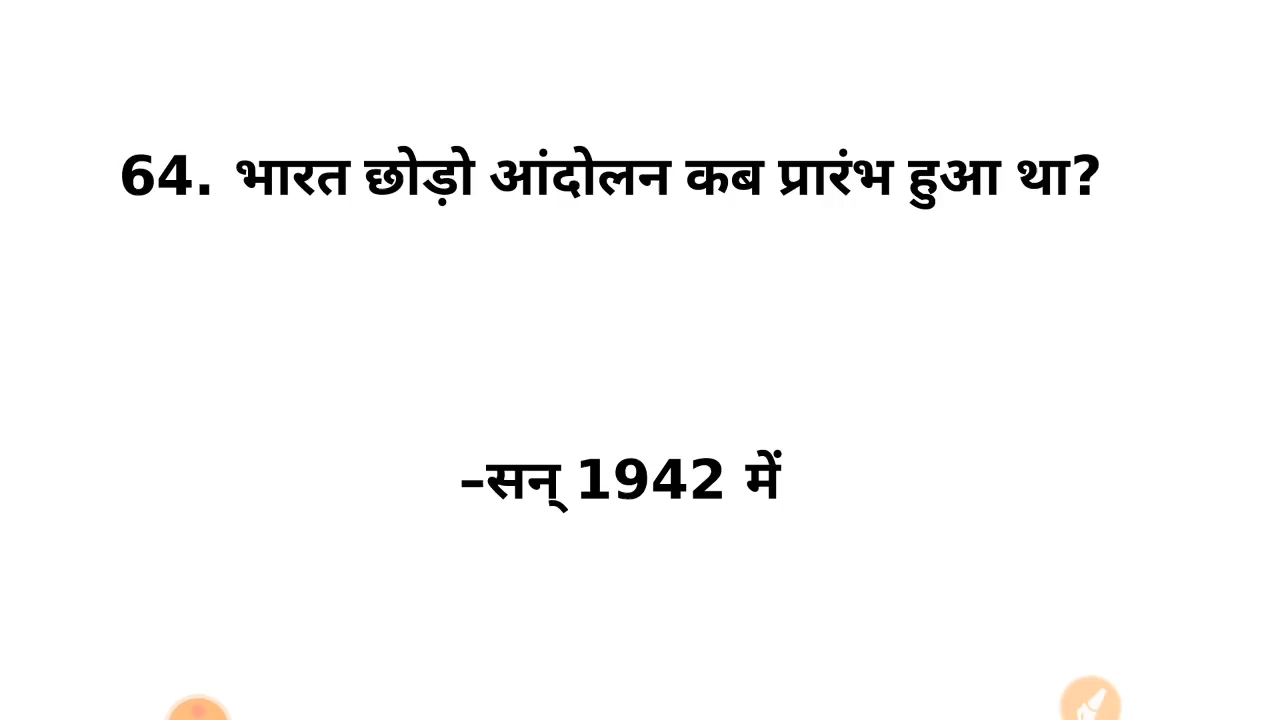 64. भारत छोड़ो आंदोलन कब प्रारंभ हुआ था?
–सन् 1942 में